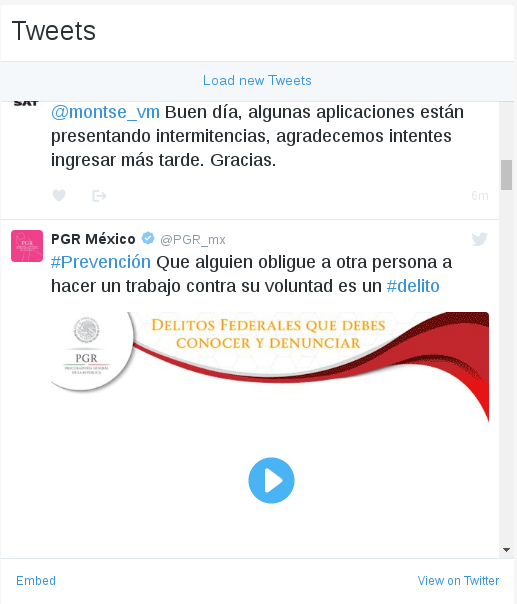 Tweets
Load new Tweets
SAT
@montse_vm Buen día, algunas aplicaciones están
presentando intermitencias, agradecemos intentes
ingresar más tarde. Gracias.
6m
PGR México @PGR_mx
#Prevención Que alguien obligue a otra persona a
hacer un trabajo contra su voluntad es un #delito
DELITOS FEDERALES QUE DEBES
CONOCER Y DENUNCIAR
PGR
PROCURADURÍA GENERAL
DE LA REPÚBLICA
Embed
View on Twitter